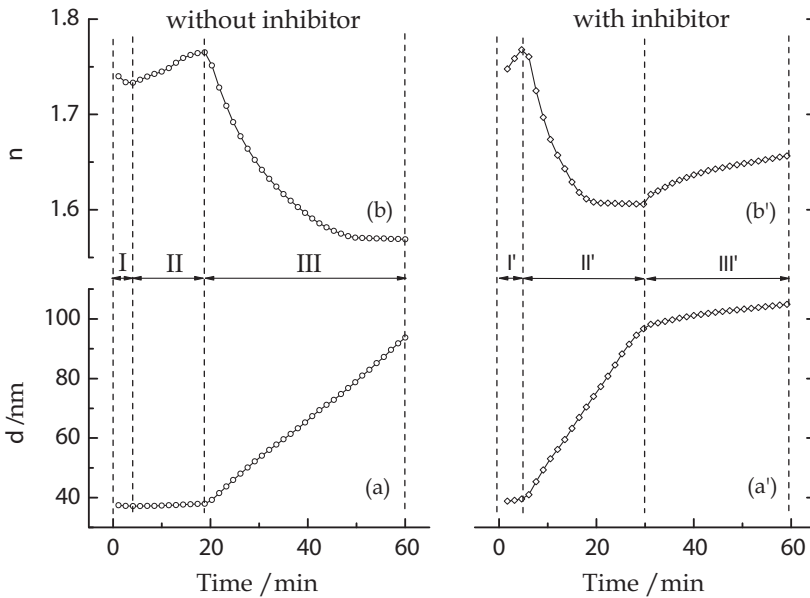 without inhibitor
with inhibitor
1.8
1.7
1.6
n
(b)
(b')
I
II
III
I'
II'
III'
100
80
60
40
d /nm
(a)
(a')
0
20
40
60
0
20
40
60
Time /min
Time /min